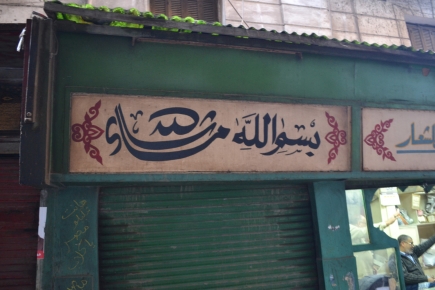 بسم الله ما شاء الله